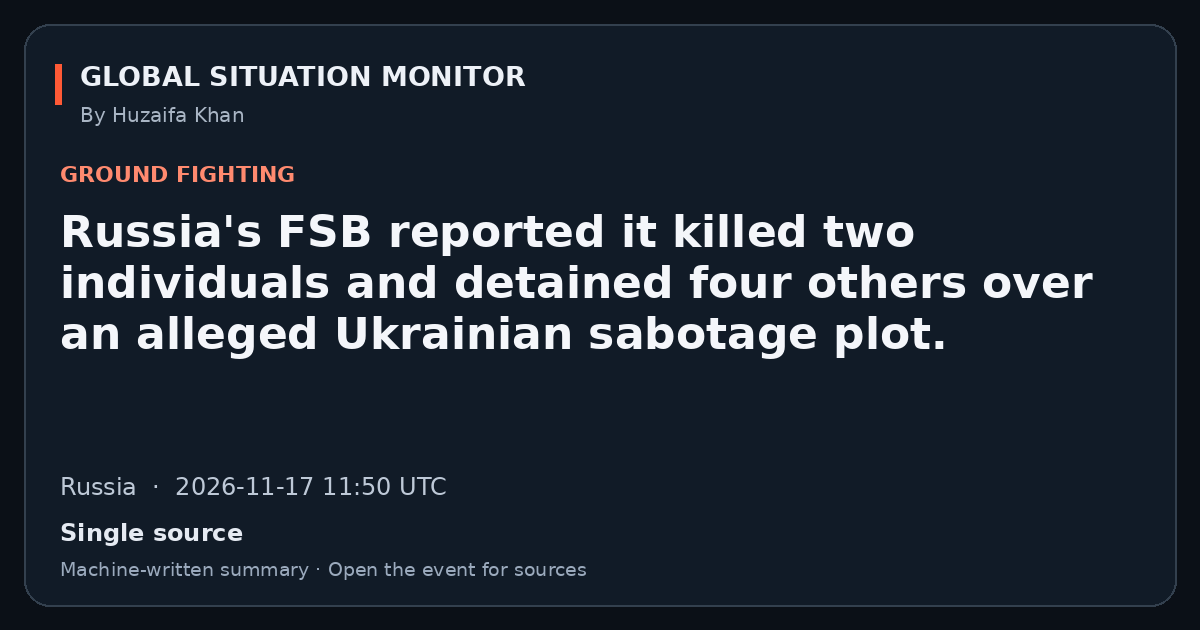 GLOBAL SITUATION MONITOR
By Huzaifa Khan
GROUND FIGHTING
Russia's FSB reported it killed two
individuals and detained four others over
an alleged Ukrainian sabotage plot.
Russia · 2026-11-17 11:50 UTC
Single source
Machine-written summary · Open the event for sources